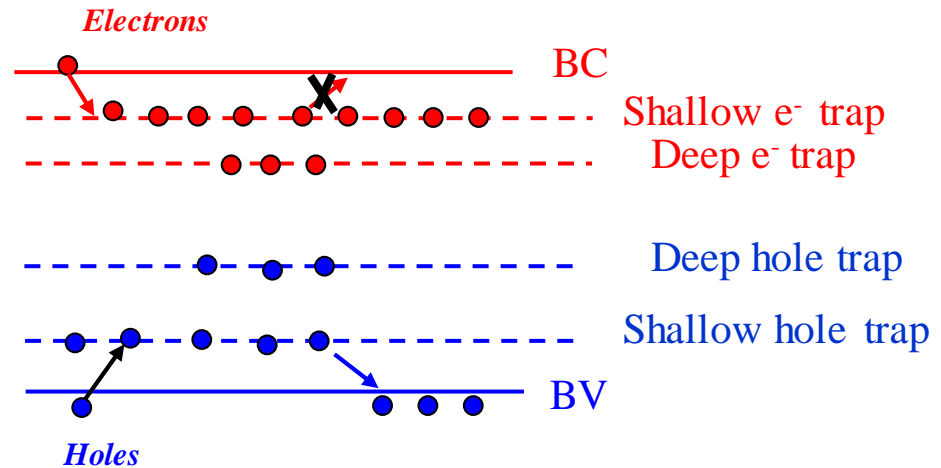 Electrons
BC
Shallow e- trap
Deep e- trap
Deep hole trap
Shallow hole trap
BV
Holes